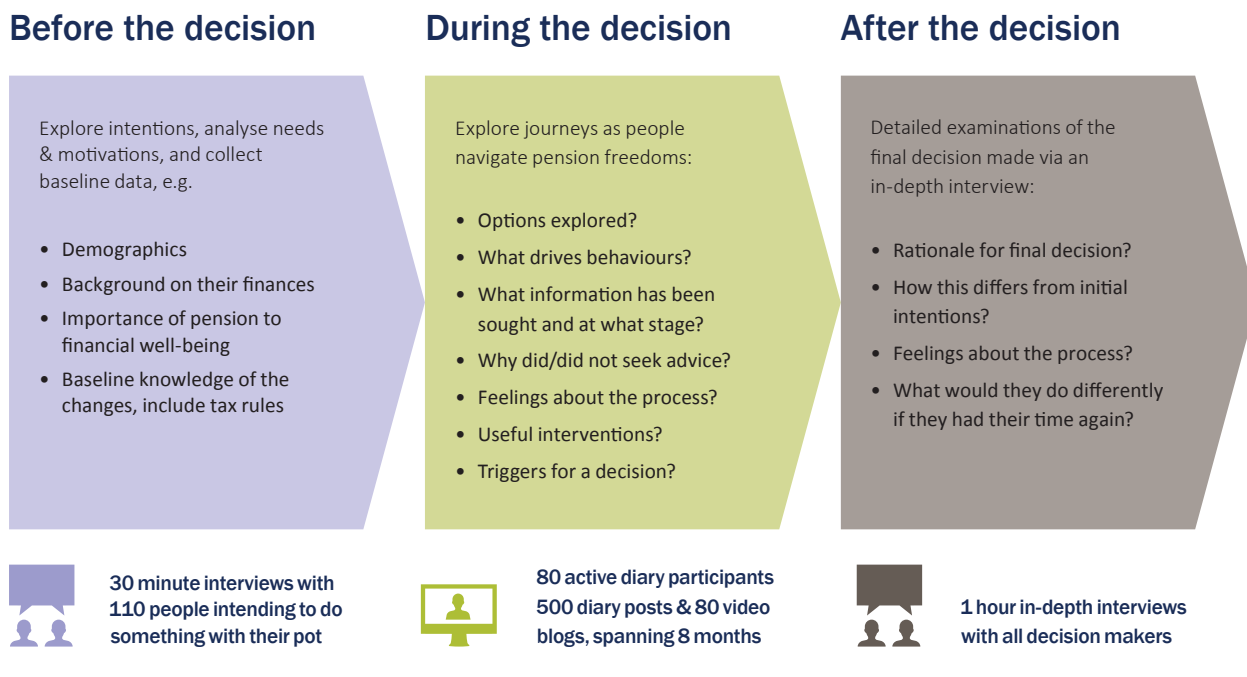 Before the decision
Explore intentions, analyse needs
& motivations, and collect
baseline data, e.g.
• Demographics
• Background on their finances
• Importance of pension to
financial well-being
• Baseline knowledge of the
changes, include tax rules
30 minute interviews with
110 people intending to do
something with their pot
During the decision
Explore journeys as people
navigate pension freedoms:
• Options explored?
• What drives behaviours?
• What information has been
sought and at what stage?
• Why did/did not seek advice?
• Feelings about the process?
• Useful interventions?
• Triggers for a decision?
80 active diary participants
500 diary posts & 80 video
blogs, spanning 8 months
After the decision
Detailed examinations of the
final decision made via an
in-depth interview:
• Rationale for final decision?
• How this differs from initial
intentions?
• Feelings about the process?
• What would they do differently
if they had their time again?
1 hour in-depth interviews
with all decision makers